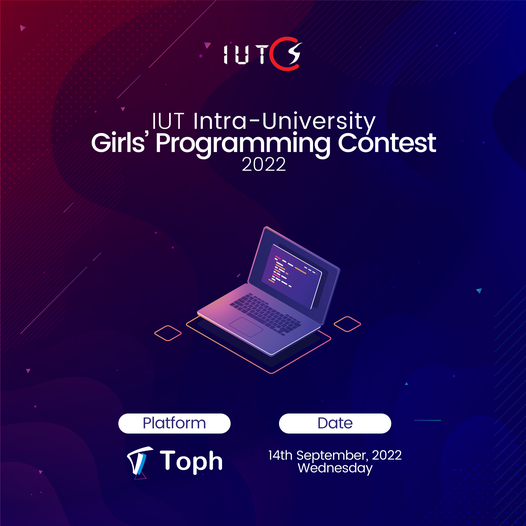 IUTCS
IUT Intra-University
Girls' Programming Contest
2022
Platform
Date
Toph
14th September, 2022
Wednesday